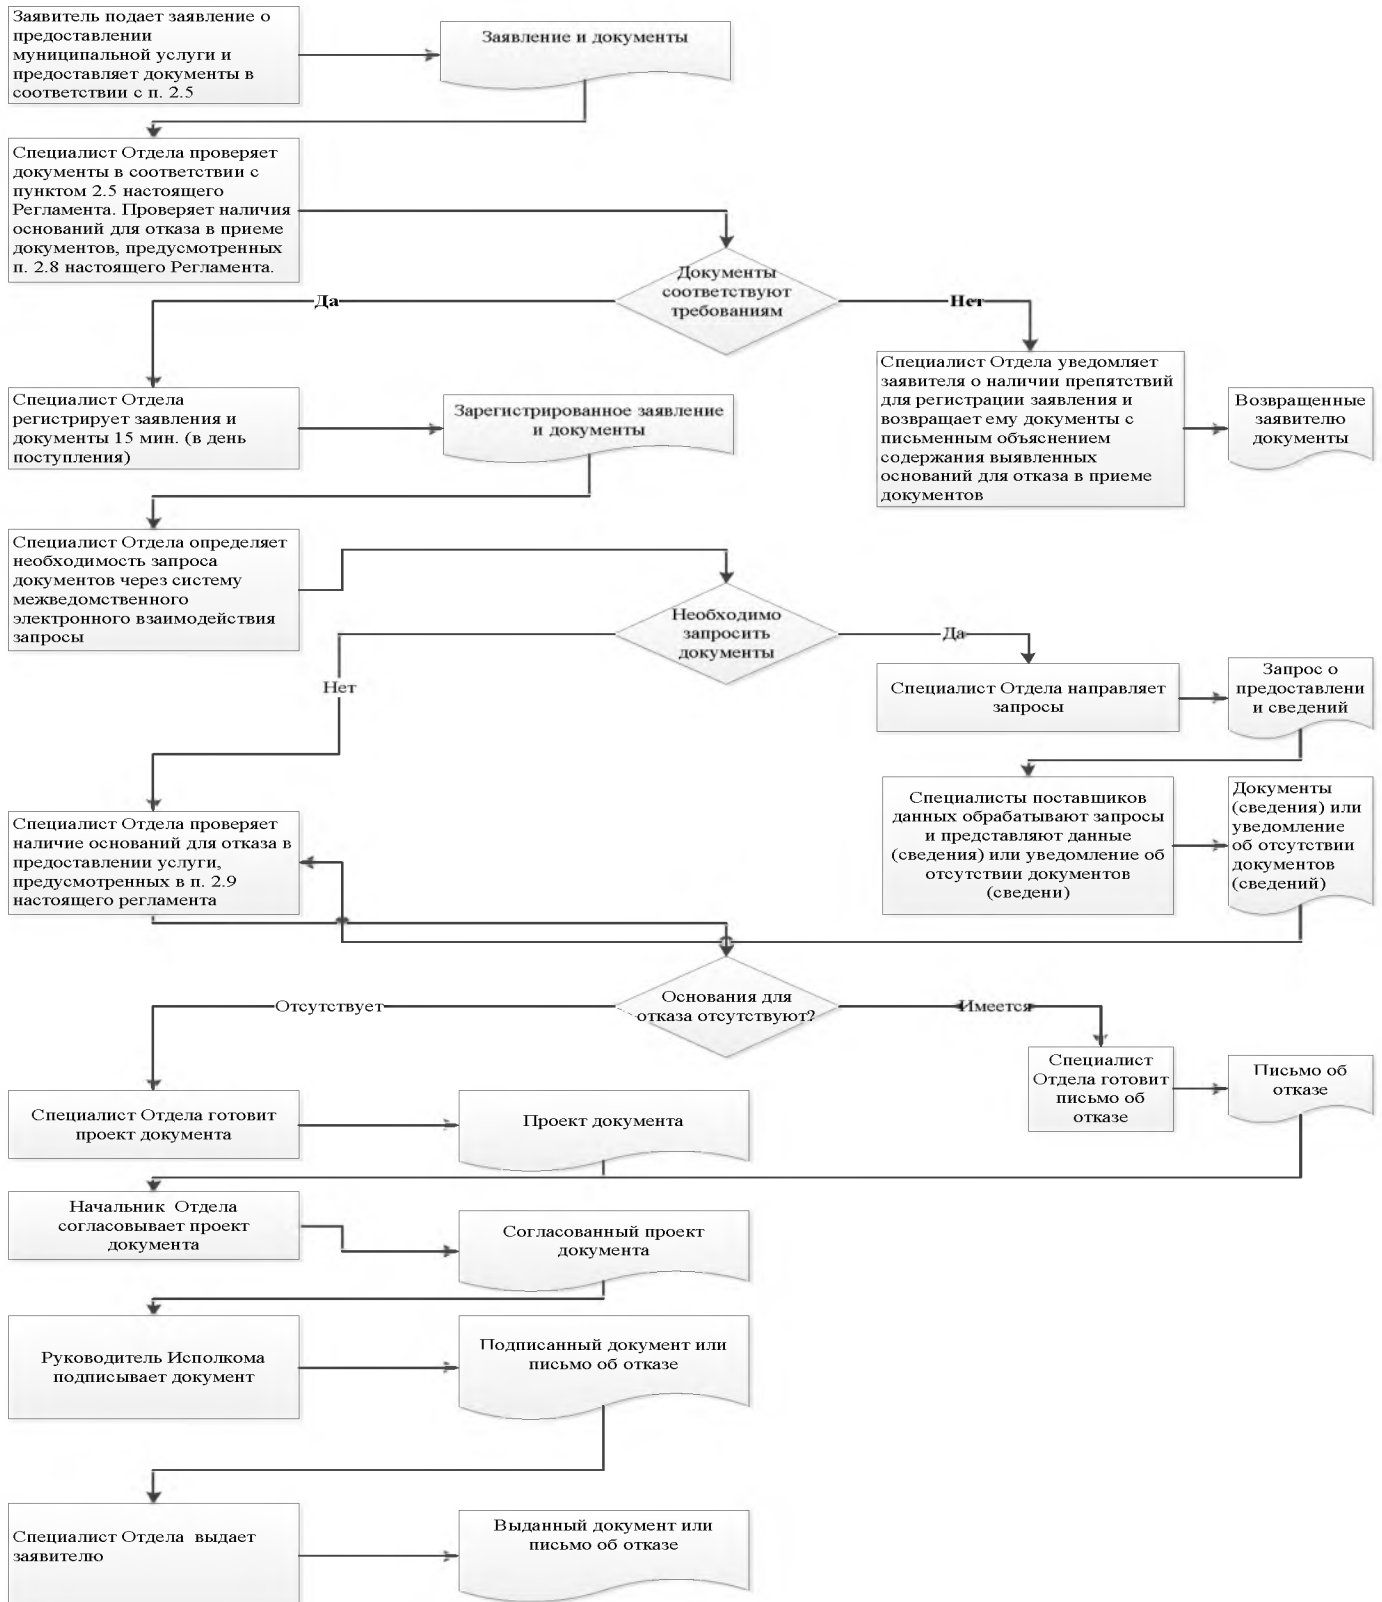 Заявитель подает заявление о
предоставлении
муниципальной услуги и
предоставляет документы в
соответствии с п. 2.5
Заявление и документы
Специалист Отдела проверяет
документы в соответствии с
пунктом 2.5 настоящего
Регламента. Проверяет наличия
оснований для отказа в приеме
документов, предусмотренных
п. 2.8 настоящего Регламента.
Документы
соответствуют
требованиям
Да
Нет
Специалист Отдела
регистрирует заявления и
документы 15 мин. (в день
поступления)
Зарегистрированное заявление
и документы
Специалист Отдела уведомляет
заявителя о наличии препятствий
для регистрации заявления и
возвращает ему документы с
письменным объяснением
содержания выявленных
оснований для отказа в приеме
документов
Возвращенные
заявителю
документы
Специалист Отдела определяет
необходимость запроса
документов через систему
межведомственного
электронного взаимодействия
запросы
Необходимо
запросить
документы
Да
Нет
Специалист Отдела направляет
запросы
Запрос о
предоставлени
и сведений
Специалисты поставщиков
данных обрабатывают запросы
и представляют данные
(сведения) или уведомление об
отсутствии документов
(сведени)
Документы
(сведения) или
уведомление
об отсутствии
документов
(сведений)
Специалист Отдела проверяет
наличие оснований для отказа в
предоставлении услуги,
предусмотренных в п. 2.9
настоящего регламента
Основания для
отказа отсутствуют?
Отсутствует
Имеется
Специалист
Отдела готовит
письмо об
отказе
Письмо об
отказе
Специалист Отдела готовит
проект документа
Проект документа
Начальник Отдела
согласовывает проект
документа
Согласованный проект
документа
Руководитель Исполкома
подписывает документ
Подписанный документ или
письмо об отказе
Специалист Отдела выдает
заявителю
Выданный документ или
письмо об отказе